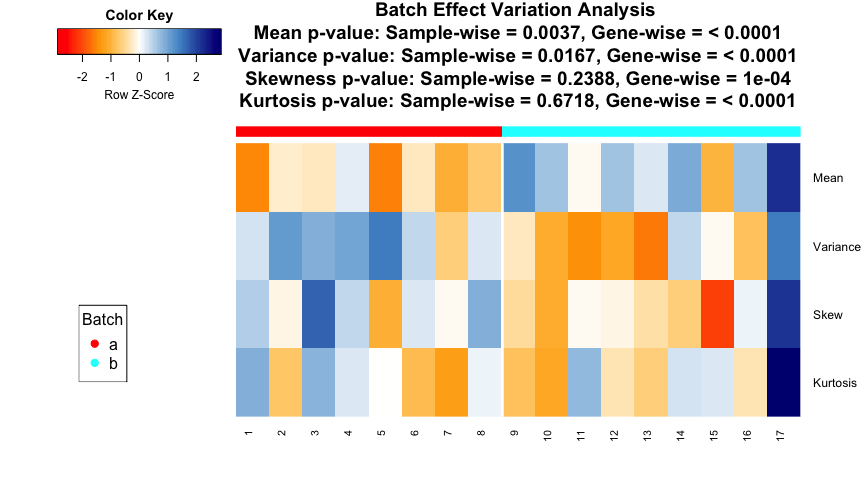 Color Key
-2 -1 0 1 2
Row Z-Score
Batch Effect Variation Analysis
Mean p-value: Sample-wise = 0.0037, Gene-wise = < 0.0001
Variance p-value: Sample-wise = 0.0167, Gene-wise = < 0.0001
Skewness p-value: Sample-wise = 0.2388, Gene-wise = 1e-04
Kurtosis p-value: Sample-wise = 0.6718, Gene-wise = < 0.0001
Mean
Variance
Skew
Kurtosis
Batch
a
b
1 2 3 4 5 6 7 8 9 10 11 12 13 14 15 16 17